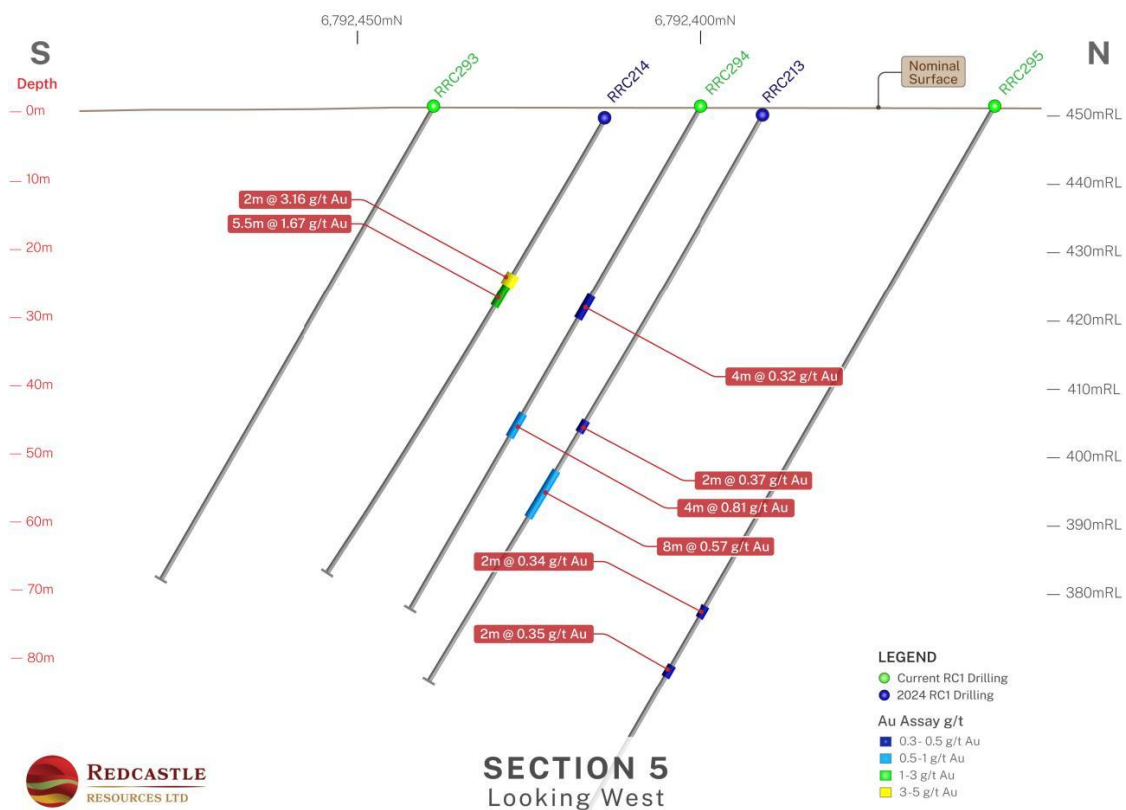 6,792,450mN
6,792,400mN
S
N
Depth
RRC293
RRC214
RRC294
RRC213
RRC295
Nominal
Surface
— 0m
— 10m
— 20m
— 30m
— 40m
— 50m
— 60m
— 70m
— 80m
— 450mRL
— 440mRL
— 430mRL
— 420mRL
— 410mRL
— 400mRL
— 390mRL
— 380mRL
2m @ 3.16 g/t Au
5.5m @ 1.67 g/t Au
4m @ 0.32 g/t Au
2m @ 0.37 g/t Au
4m @ 0.81 g/t Au
8m @ 0.57 g/t Au
2m @ 0.34 g/t Au
2m @ 0.35 g/t Au
LEGEND
Current RC1 Drilling
2024 RC1 Drilling
Au Assay g/t
0.3- 0.5 g/t Au
0.5-1 g/t Au
1-3 g/t Au
3-5 g/t Au
REDCASTLE
RESOURCES LTD
SECTION 5
Looking West